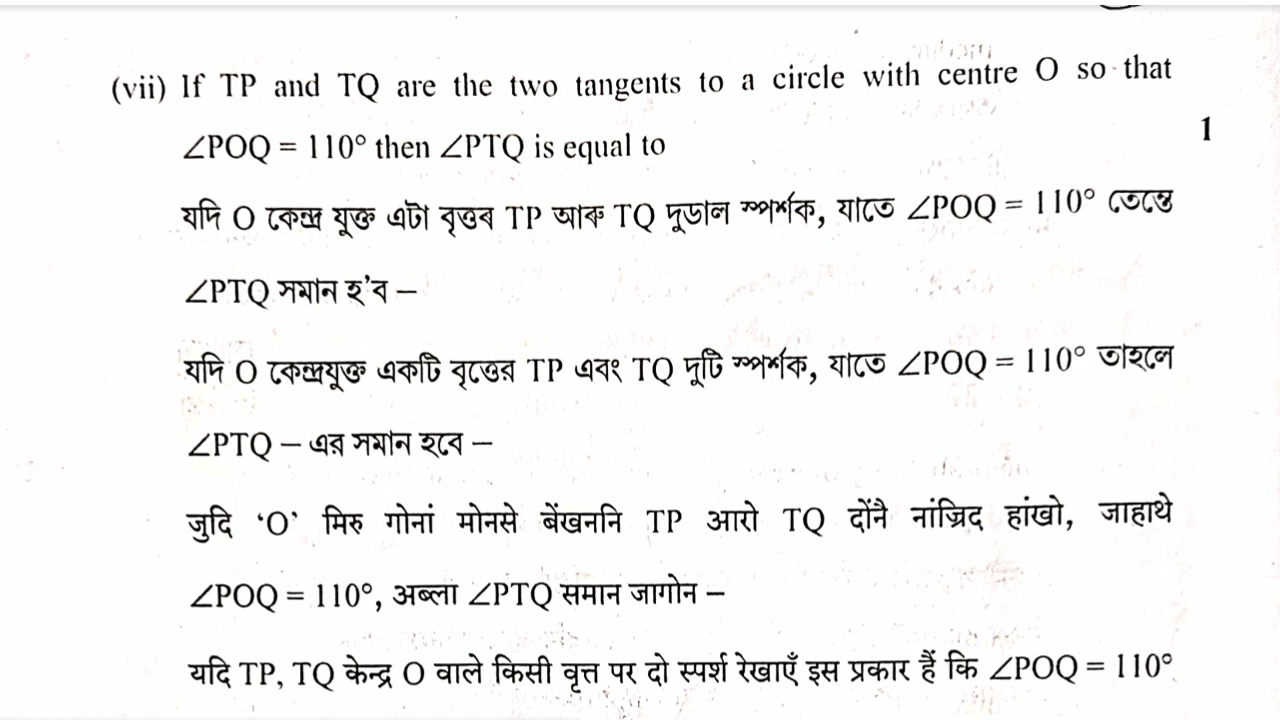 (vii) If TP and TQ are the two tangents to a circle with centre O so that
∠POQ = 110° then ∠PTQ is equal to
1
যদি O কেন্দ্ৰ যুক্ত এটা বৃত্তৰ TP আৰু TQ দুডাল স্পৰ্শক, যাতে ∠POQ = 110° তেন্তে
∠PTQ সমান হ'ব –
যদি O কেন্দ্রযুক্ত একটি বৃত্তের TP এবং TQ দুটি স্পর্শক, যাতে ∠POQ = 110° তাহলে
∠PTQ – এর সমান হবে –
जुदि ‘O’ मिरु गोनां मोनसे बेंखननि TP आरो TQ दोंनै नांज्रिद हांखो, जाहाथे
∠POQ = 110°, अब्ला ∠PTQ समान जागोन –
यदि TP, TQ केन्द्र O वाले किसी वृत्त पर दो स्पर्श रेखाएँ इस प्रकार हैं कि ∠POQ = 110°